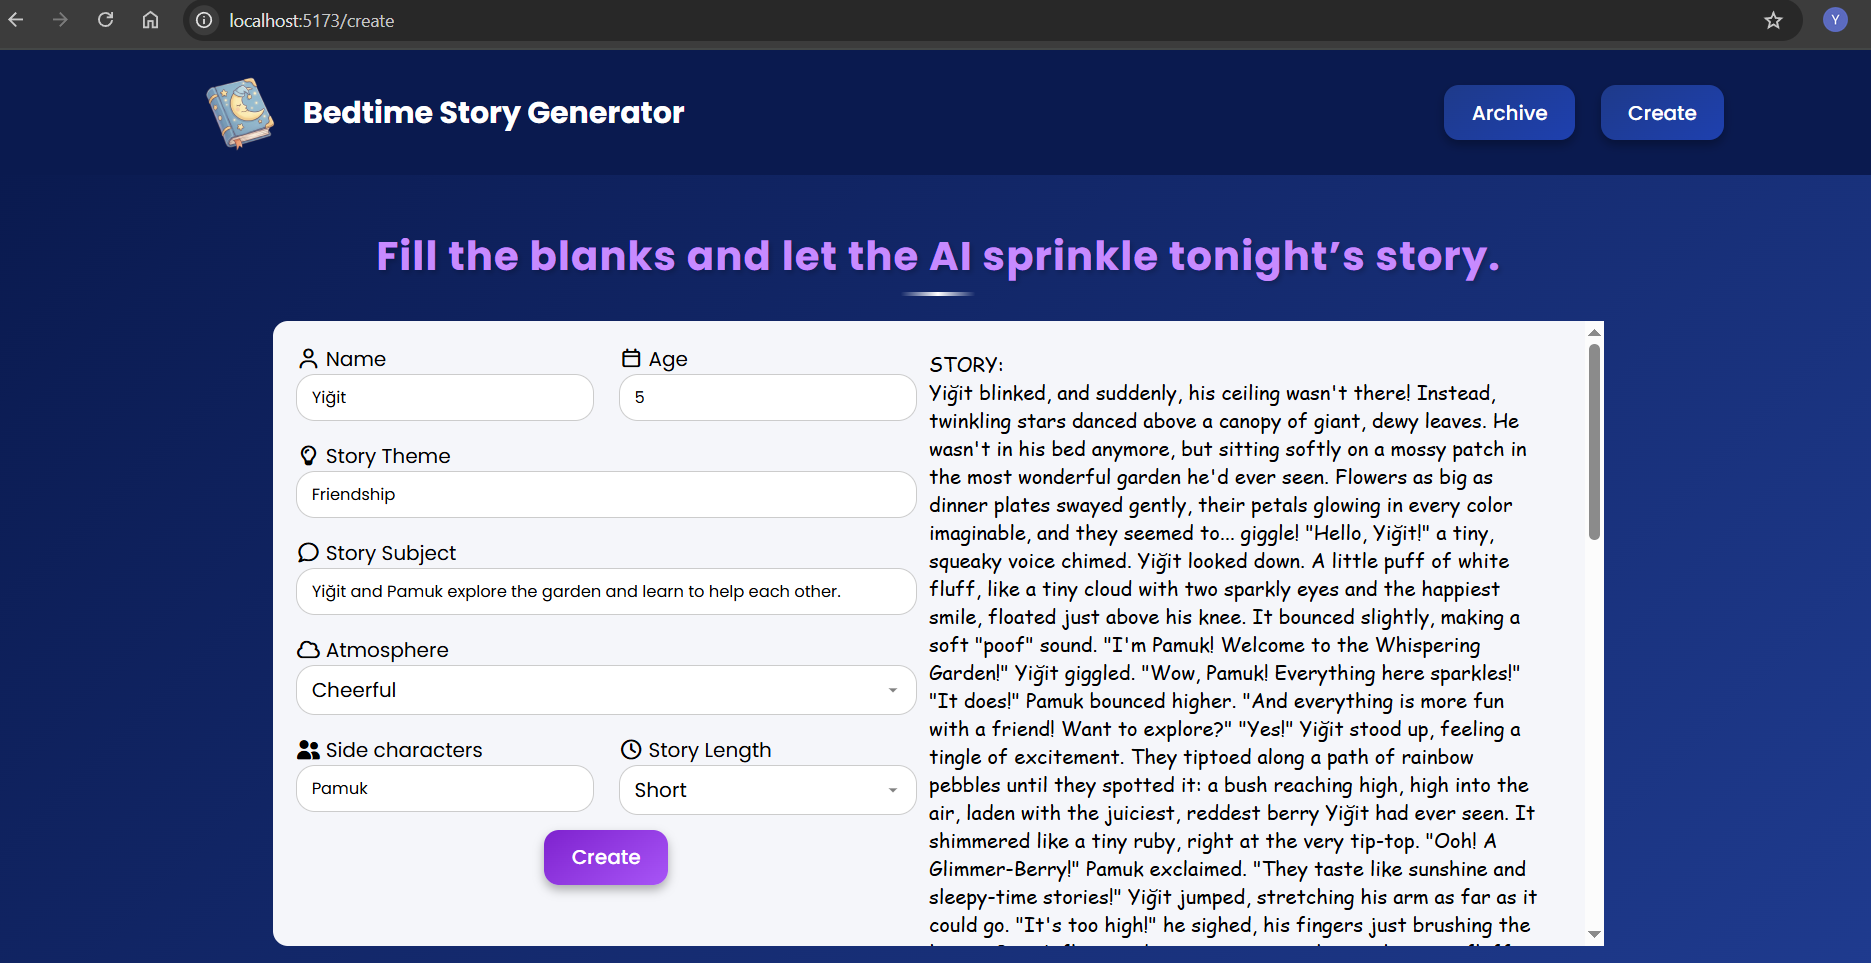 localhost:5173/create
Y
Bedtime Story Generator
Archive
Create
Fill the blanks and let the AI sprinkle tonight’s story.
Name
Yiğit
Age
5
Story Theme
Friendship
Story Subject
Yiğit and Pamuk explore the garden and learn to help each other.
Atmosphere
Cheerful
Side characters
Pamuk
Story Length
Short
Create
STORY:
Yiğit blinked, and suddenly, his ceiling wasn't there! Instead,
twinkling stars danced above a canopy of giant, dewy leaves. He
wasn't in his bed anymore, but sitting softly on a mossy patch in
the most wonderful garden he'd ever seen. Flowers as big as
dinner plates swayed gently, their petals glowing in every color
imaginable, and they seemed to... giggle! "Hello, Yiğit!" a tiny,
squeaky voice chimed. Yiğit looked down. A little puff of white
fluff, like a tiny cloud with two sparkly eyes and the happiest
smile, floated just above his knee. It bounced slightly, making a
soft "poof" sound. "I'm Pamuk! Welcome to the Whispering
Garden!" Yiğit giggled. "Wow, Pamuk! Everything here sparkles!"
"It does!" Pamuk bounced higher. "And everything is more fun
with a friend! Want to explore?" "Yes!" Yiğit stood up, feeling a
tingle of excitement. They tiptoed along a path of rainbow
pebbles until they spotted it: a bush reaching high, high into the
air, laden with the juiciest, reddest berry Yiğit had ever seen. It
shimmered like a tiny ruby, right at the very tip-top. "Ooh! A
Glimmer-Berry!" Pamuk exclaimed. "They taste like sunshine and
sleepy-time stories!" Yiğit jumped, stretching his arm as far as it
could go. "It's too high!" he sighed, his fingers just brushing the